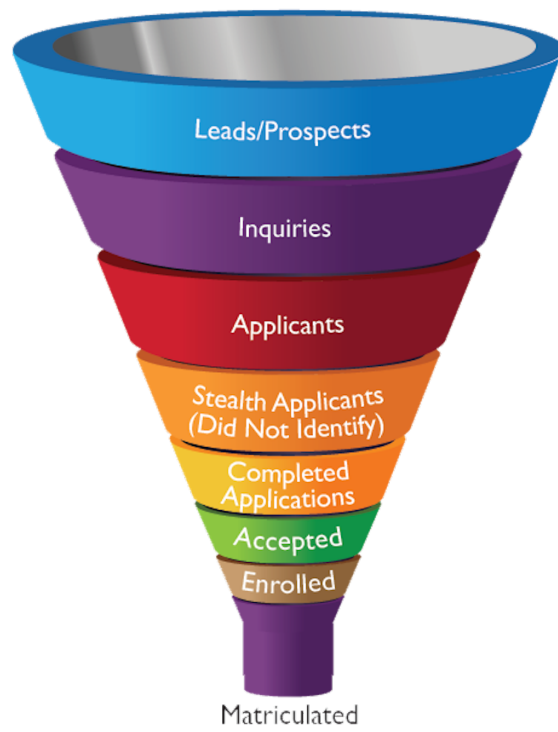 Leads/Prospects
Inquiries
Applicants
Stealth Applicants
(Did Not Identify)
Completed
Applications
Accepted
Enrolled
Matriculated